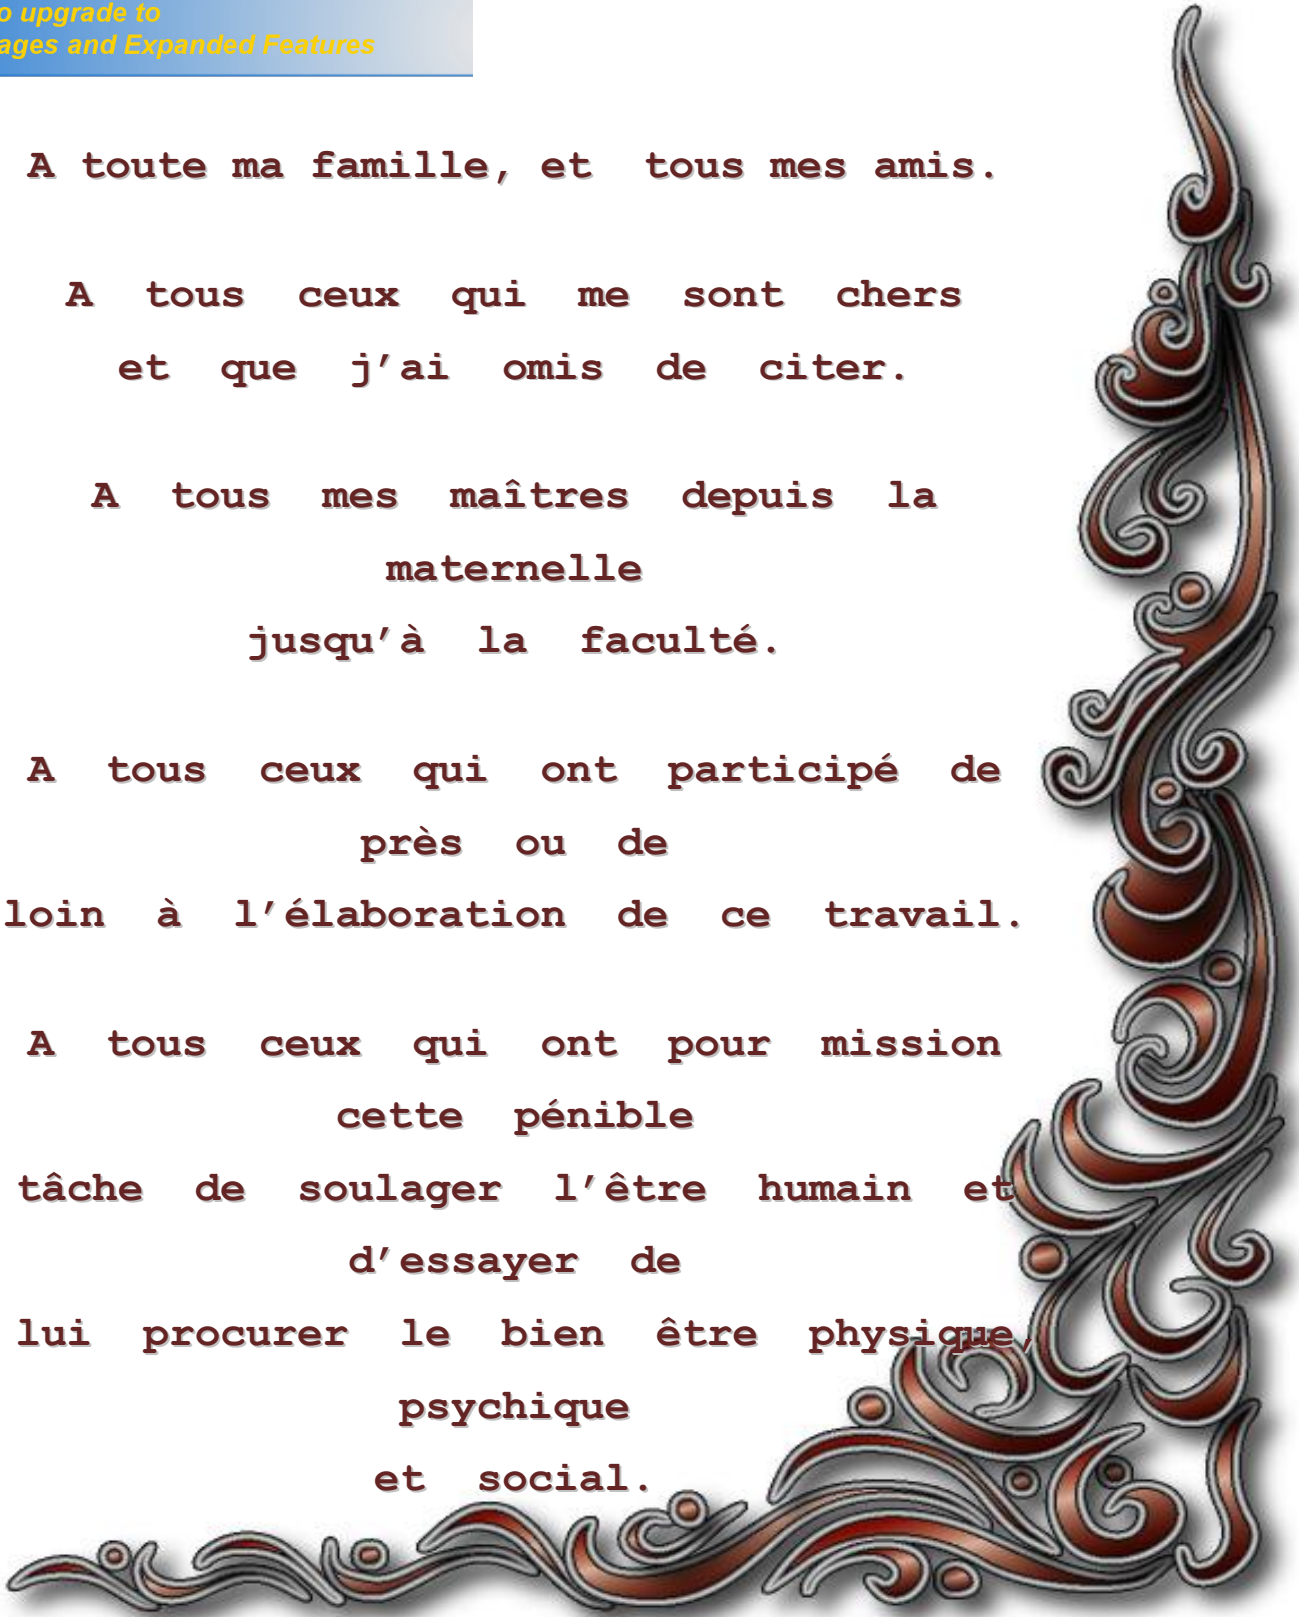 o upgrade to
ages and Expanded Features
A toute ma famille, et tous mes amis.
A tous ceux qui me sont chers
et que j’ai omis de citer.
A tous mes maîtres depuis la
maternelle
jusqu’à la faculté.
A tous ceux qui ont participé de
près ou de
loin à l’élaboration de ce travail.
A tous ceux qui ont pour mission
cette pénible
tâche de soulager l’être humain et
d’essayer de
lui procurer le bien être physique,
psychique
et social.